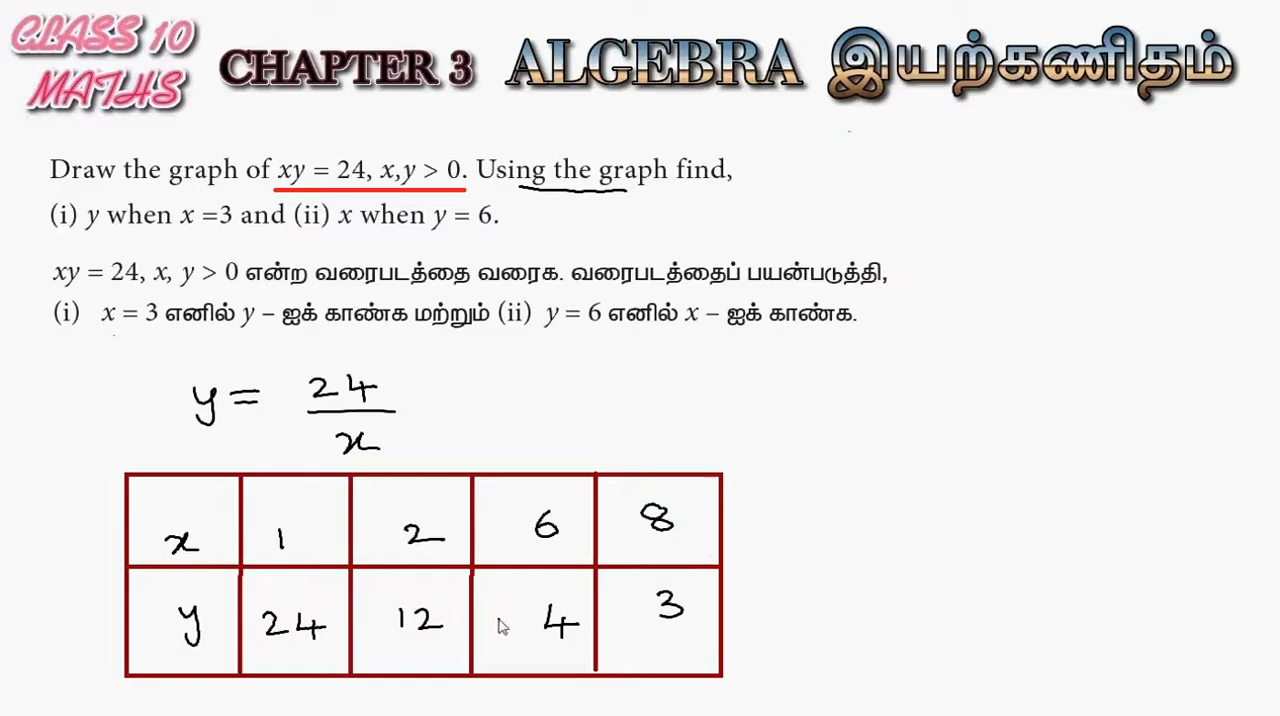 CLASS 10
MATHS
CHAPTER 3 ALGEBRA இயற்கணிதம்
Draw the graph of xy = 24, x,y > 0. Using the graph find,
(i) y when x =3 and (ii) x when y = 6.
xy = 24, x, y > 0 என்ற வரைபடத்தை வரைக. வரைபடத்தைப் பயன்படுத்தி,
(i) x = 3 எனில் y – ஐக் காண்க மற்றும் (ii) y = 6 எனில் x – ஐக் காண்க.
y = 24
x
x 1 2 6 8
y 24 12 4 3